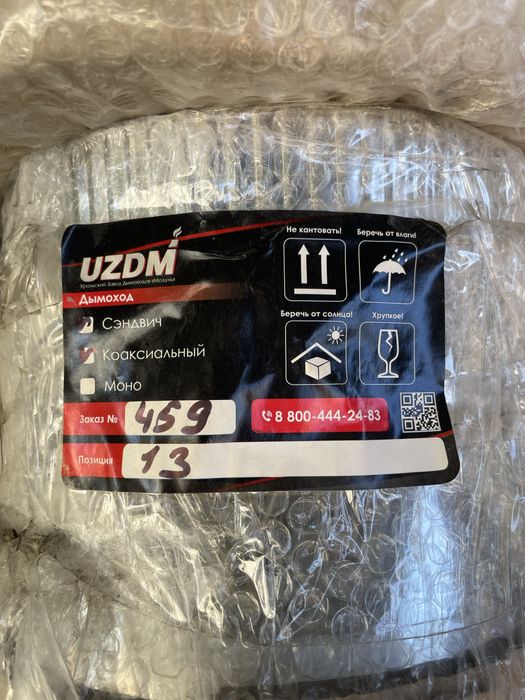 UZDM
Уральский Завод Дымоходов и Модулей
Дымоход
Сэндвич
Коаксиальный
Моно
Не кантовать!
Беречь от влаги!
Беречь от солнца!
Хрупкое!
Заказ № 459
8 800-444-24-83
Позиция 13